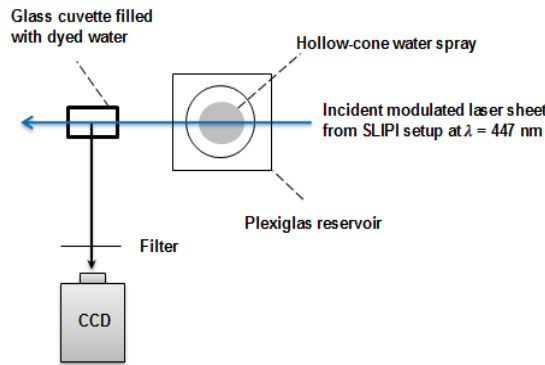 Glass cuvette filled
with dyed water
Hollow-cone water spray
Incident modulated laser sheet
from SLIPI setup at λ = 447 nm
Plexiglas reservoir
Filter
CCD